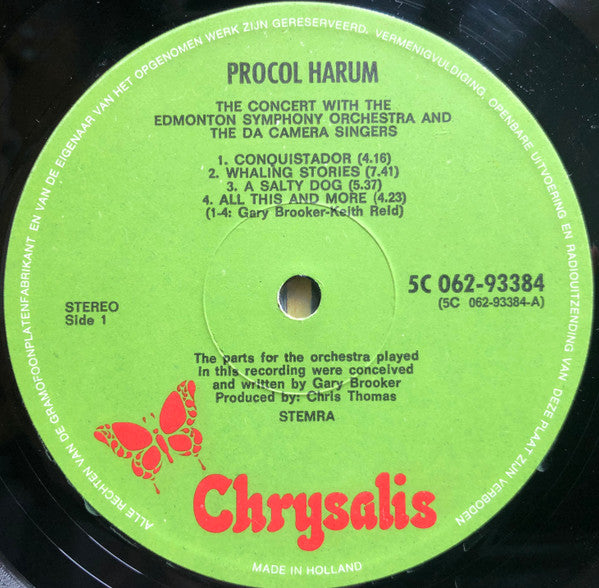 ALLE RECHTEN VAN DE GRAMOFOONPLATENFABRIKANT EN VAN DE EIGENAAR VAN HET OPGENOMEN WERK ZIJN GERESERVEERD. VERMENIGVULDIGING, OPENBARE UITVOERING EN RADIOUITZENDING VAN DEZE PLAAT ZIJN VERBODEN
PROCOL HARUM
THE CONCERT WITH THE
EDMONTON SYMPHONY ORCHESTRA AND
THE DA CAMERA SINGERS
1. CONQUISTADOR (4.16)
2. WHALING STORIES (7.41)
3. A SALTY DOG (5.37)
4. ALL THIS AND MORE (4.23)
(1-4: Gary Brooker-Keith Reid)
5C 062-93384
(5C 062-93384-A)
STEREO
Side 1
The parts for the orchestra played
in this recording were conceived
and written by Gary Brooker
Produced by: Chris Thomas
STEMRA
Chrysalis
MADE IN HOLLAND